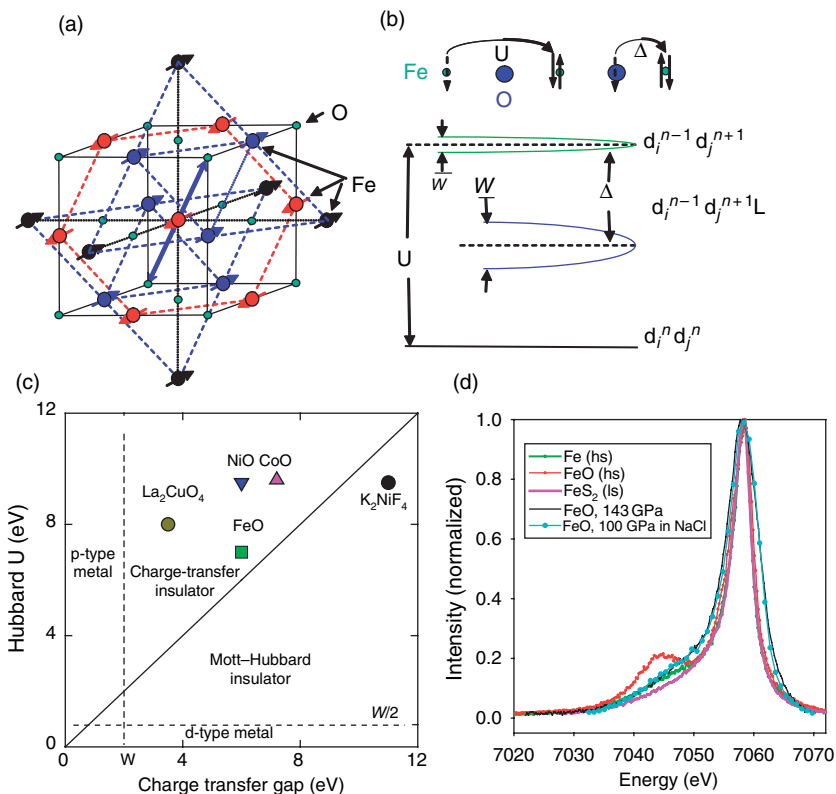 (a)
O
Fe
(b)
U
Δ
Fe
O
d_i^{n−1} d_j^{n+1}
w
W
Δ
d_i^{n−1} d_j^{n+1}L
U
d_i^n d_j^n
(c)
12
8
4
0
Hubbard U (eV)
NiO CoO
La₂CuO₄
K₂NiF₄
FeO
p-type
metal
Charge-transfer
insulator
Mott–Hubbard
insulator
W/2
d-type metal
0
w
4
8
12
Charge transfer gap (eV)
(d)
1.0
0.8
0.6
0.4
0.2
0.0
Intensity (normalized)
Fe (hs)
FeO (hs)
FeS₂ (ls)
FeO, 143 GPa
FeO, 100 GPa in NaCl
7020
7030
7040
7050
7060
7070
Energy (eV)